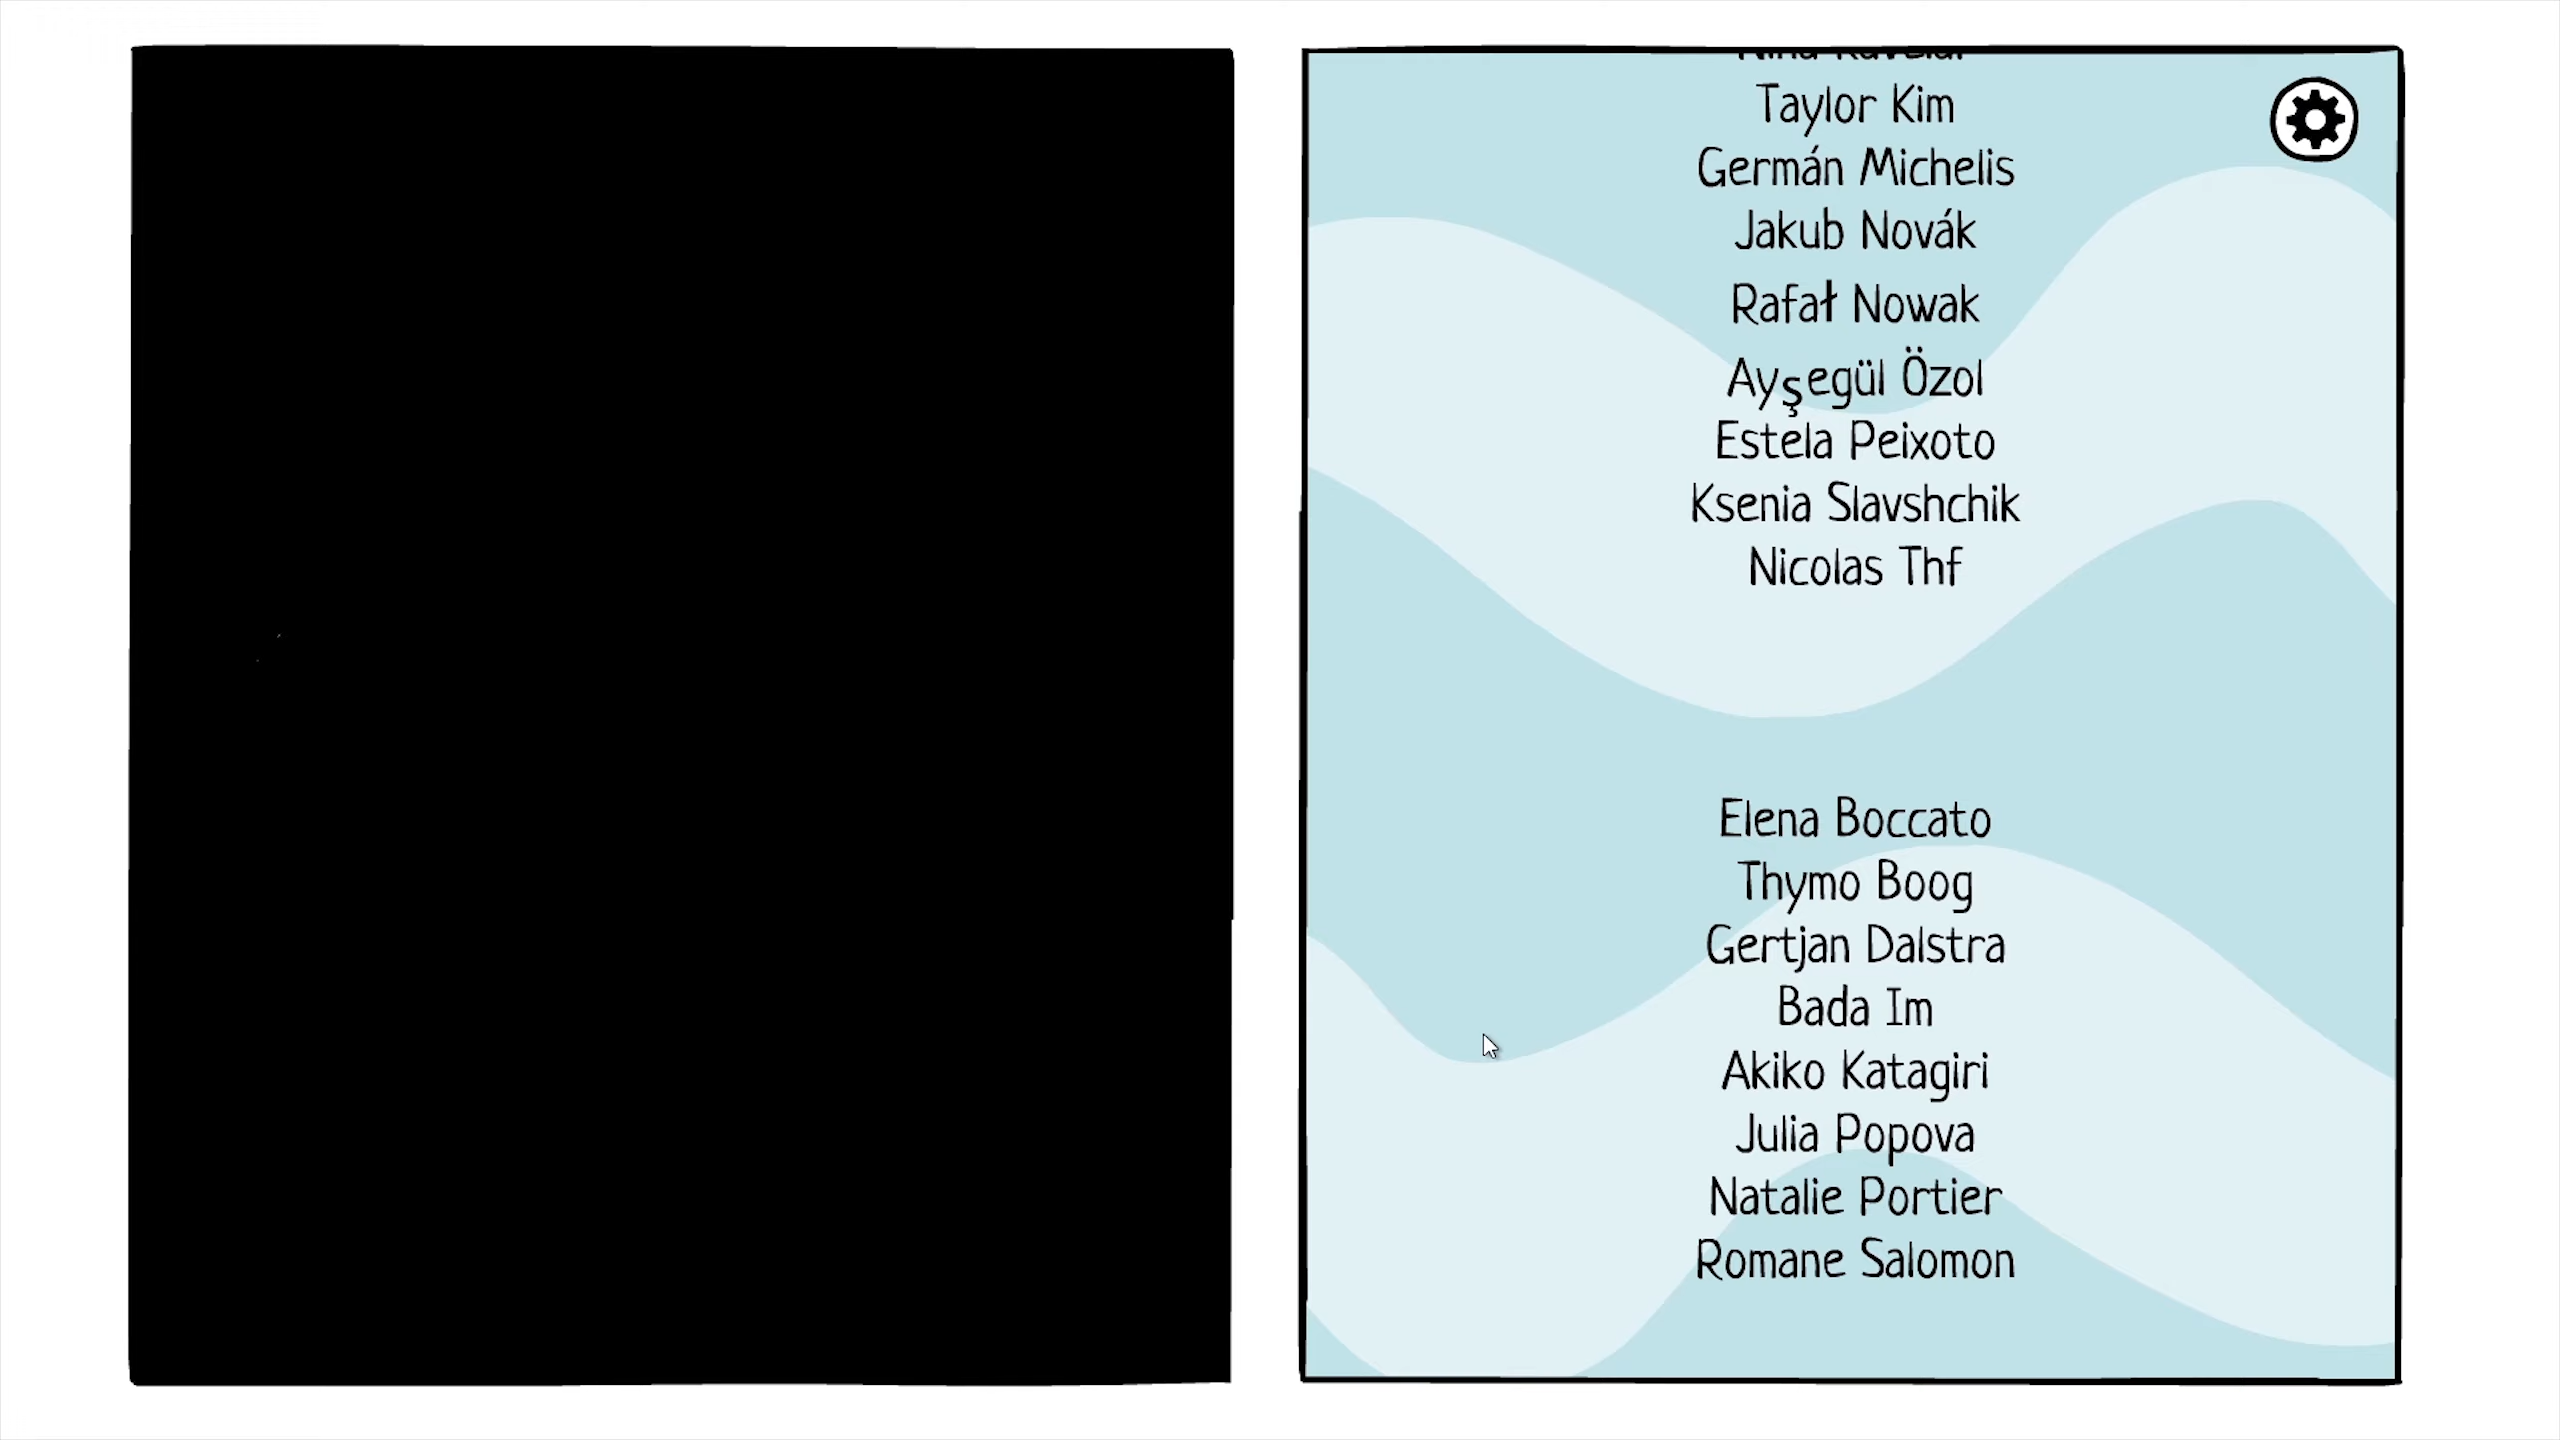 Taylor Kim
Germán Michelis
Jakub Novák
Rafał Nowak
Ayşegül Özol
Estela Peixoto
Ksenia Slavshchik
Nicolas Thf
Elena Boccato
Thymo Boog
Gertjan Dalstra
Bada Im
Akiko Katagiri
Julia Popova
Natalie Portier
Romane Salomon